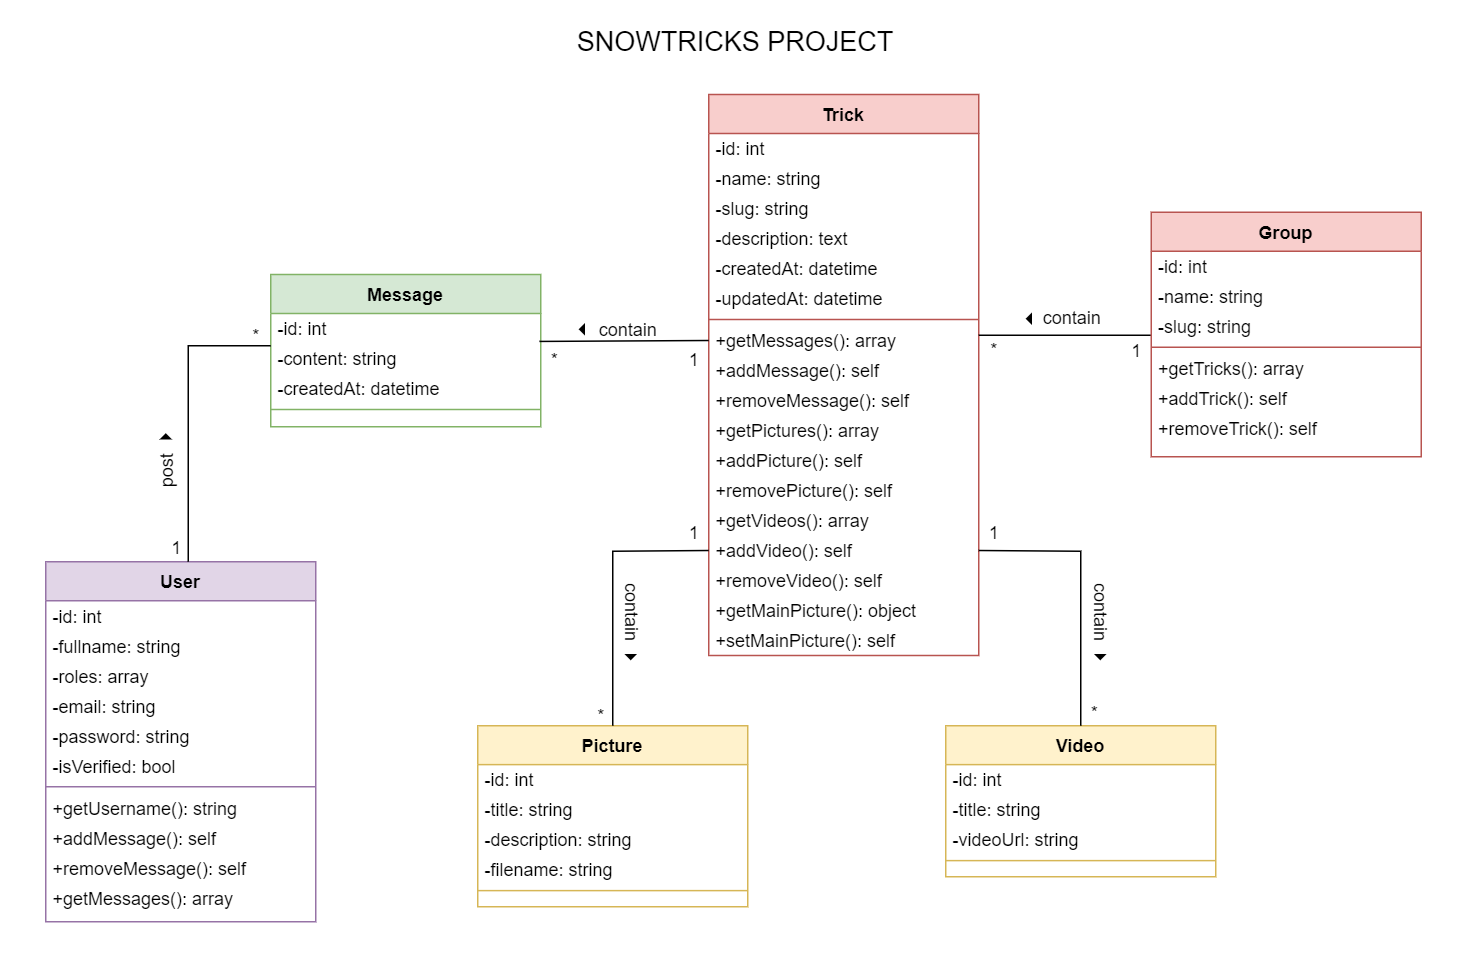 SNOWTRICKS PROJECT
Trick
-id: int
-name: string
-slug: string
-description: text
-createdAt: datetime
-updatedAt: datetime
+getMessages(): array
+addMessage(): self
+removeMessage(): self
+getPictures(): array
+addPicture(): self
+removePicture(): self
+getVideos(): array
+addVideo(): self
+removeVideo(): self
+getMainPicture(): object
+setMainPicture(): self
Group
-id: int
-name: string
-slug: string
+getTricks(): array
+addTrick(): self
+removeTrick(): self
contain
*
1
Message
-id: int
-content: string
-createdAt: datetime
contain
*
1
*
post
1
User
-id: int
-fullname: string
-roles: array
-email: string
-password: string
-isVerified: bool
+getUsername(): string
+addMessage(): self
+removeMessage(): self
+getMessages(): array
1
contain
*
Picture
-id: int
-title: string
-description: string
-filename: string
1
contain
*
Video
-id: int
-title: string
-videoUrl: string